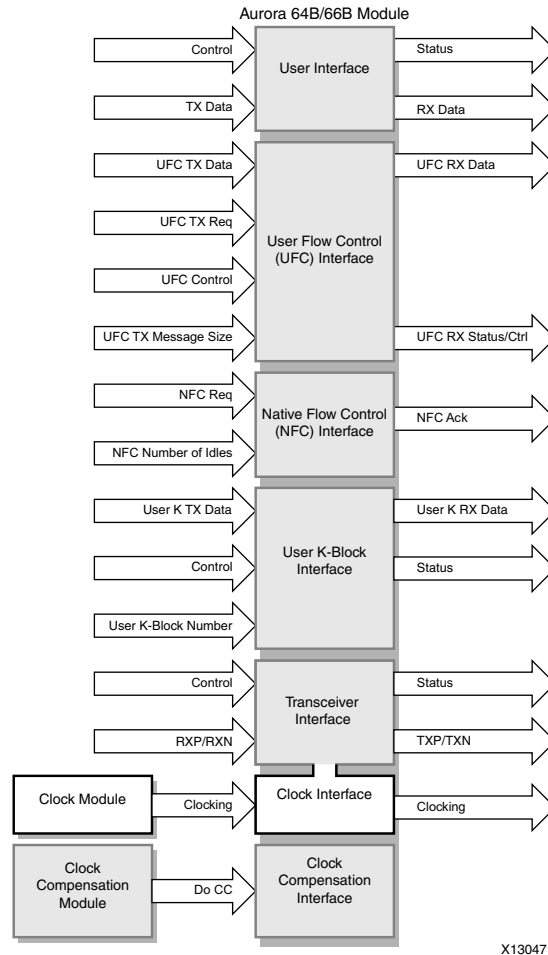 Aurora 64B/66B Module
Control
User Interface
Status
TX Data
RX Data
UFC TX Data
UFC RX Data
UFC TX Req
User Flow Control
(UFC) Interface
UFC Control
UFC TX Message Size
UFC RX Status/Ctrl
NFC Req
Native Flow Control
(NFC) Interface
NFC Ack
NFC Number of Idles
User K TX Data
User K RX Data
User K-Block
Interface
Control
Status
User K-Block Number
Control
Status
Transceiver
Interface
RXP/RXN
TXP/TXN
Clock Module
Clocking
Clock Interface
Clocking
Clock
Compensation
Module
Do CC
Clock
Compensation
Interface
X13047